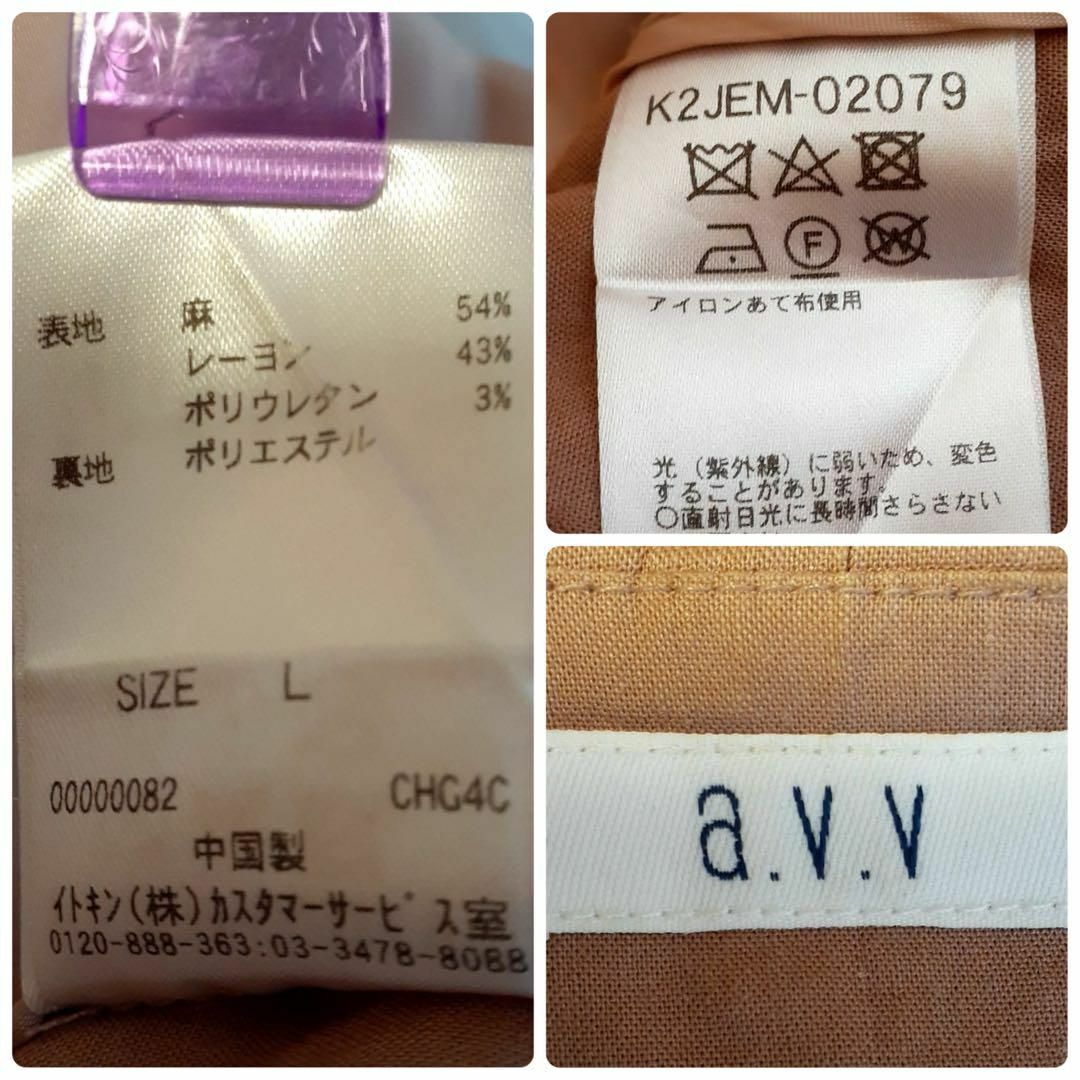 表地 麻 54%
レーヨン 43%
ポリウレタン 3%
裏地 ポリエステル
SIZE L
00000082 CHG4C
中国製
イトキン(株)カスタマーサービス室
0120-888-363:03-3478-8088
K2JEM-02079
F W
アイロンあて布使用
光(紫外線)に弱いため、変色
することがあります。
○直射日光に長時間さらさない
a.v.v